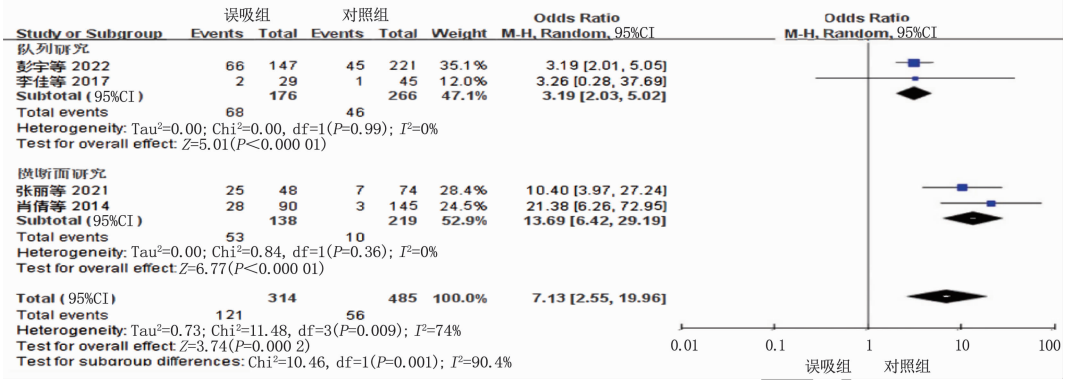 误吸组 对照组 Odds Ratio Odds Ratio
Study or Subgroup Events Total Events Total Weight M-H, Random, 95%CI M-H, Random, 95%CI
队列研究
彭宇等 2022 66 147 45 221 35.1% 3.19 [2.01, 5.05]
李佳等 2017 2 29 1 45 12.0% 3.26 [0.28, 37.69]
Subtotal (95%CI) 176 266 47.1% 3.19 [2.03, 5.02]
Total events 68 46
Heterogeneity: Tau²=0.00; Chi²=0.00, df=1(P=0.99); I²=0%
Test for overall effect: Z=5.01(P<0.000 01)
横断面研究
张丽等 2021 25 48 7 74 28.4% 10.40 [3.97, 27.24]
肖倩等 2014 28 90 3 145 24.5% 21.38 [6.26, 72.95]
Subtotal (95%CI) 138 219 52.9% 13.69 [6.42, 29.19]
Total events 53 10
Heterogeneity: Tau²=0.00; Chi²=0.84, df=1(P=0.36); I²=0%
Test for overall effect: Z=6.77(P<0.000 01)
Total (95%CI) 314 485 100.0% 7.13 [2.55, 19.96]
Total events 121 56
Heterogeneity: Tau²=0.73; Chi²=11.48, df=3(P=0.009); I²=74%
Test for overall effect: Z=3.74(P=0.000 2)
Test for subgroup differences: Chi²=10.46, df=1(P=0.001); I²=90.4%
0.01 0.1 1 10 100
误吸组 对照组